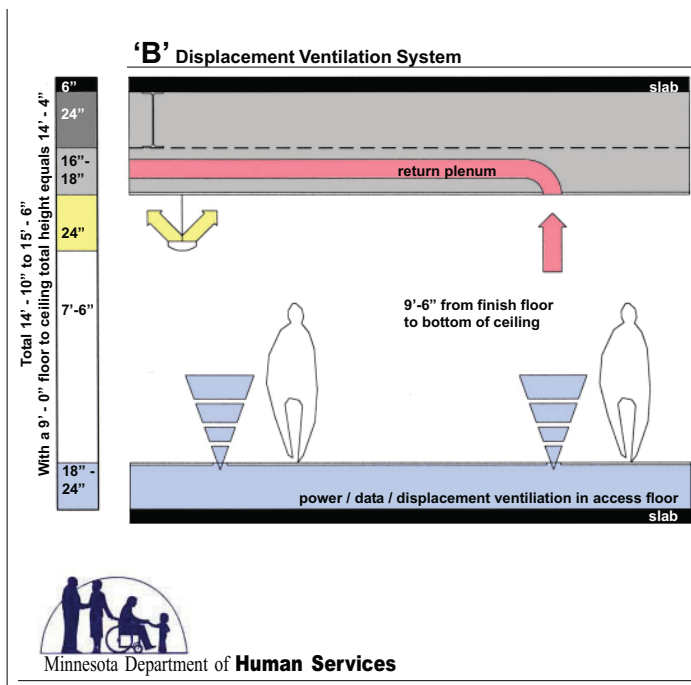 ‘B’ Displacement Ventilation System
6”
24”
16”-
18”
24”
7’-6”
18” -
24”
Total 14’ - 10” to 15’ - 6”
With a 9’ - 0” floor to ceiling total height equals 14’ - 4”
slab
return plenum
9’-6” from finish floor
to bottom of ceiling
power / data / displacement ventiliation in access floor
slab
Minnesota Department of Human Services